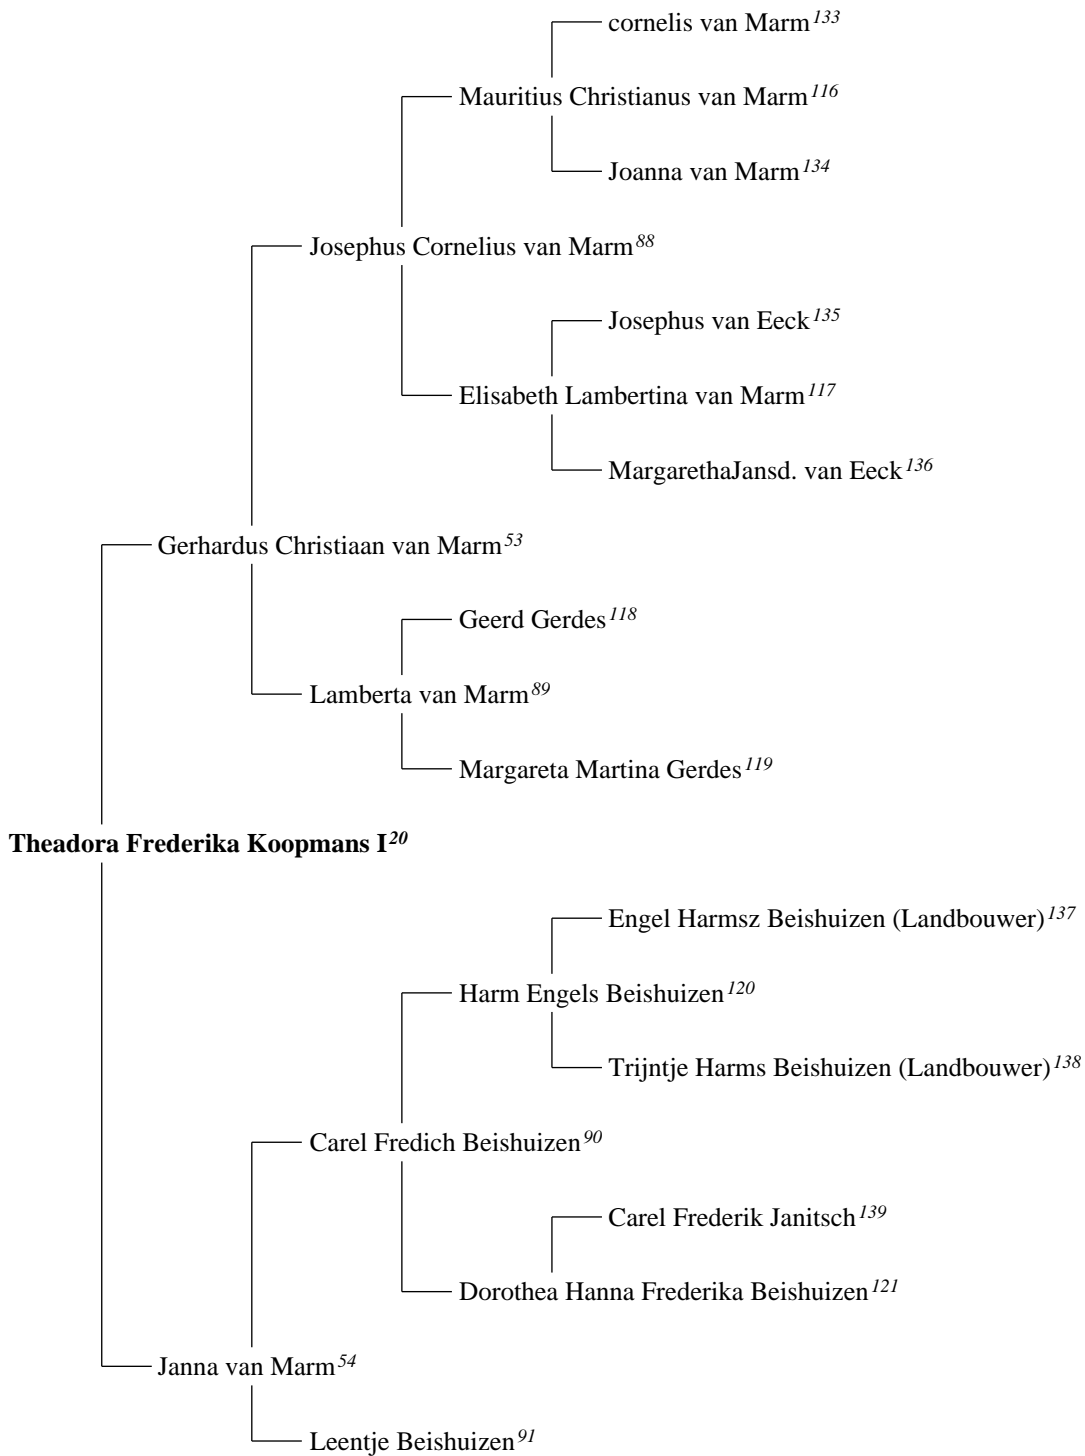 cornelis van Marm133
Mauritius Christianus van Marm116
Joanna van Marm134
Josephus Cornelius van Marm88
Josephus van Eeck135
Elisabeth Lambertina van Marm117
MargarethaJansd. van Eeck136
Gerhardus Christiaan van Marm53
Geerd Gerdes118
Lamberta van Marm89
Margareta Martina Gerdes119
Theadora Frederika Koopmans I20
Engel Harmsz Beishuizen (Landbouwer)137
Harm Engels Beishuizen120
Trijntje Harms Beishuizen (Landbouwer)138
Carel Fredich Beishuizen90
Carel Frederik Janitsch139
Dorothea Hanna Frederika Beishuizen121
Janna van Marm54
Leentje Beishuizen91